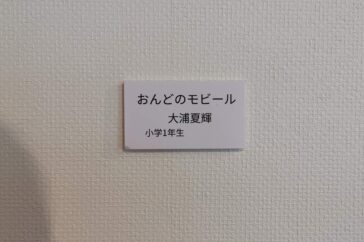 おんどのモビール
大浦夏輝
小学1年生